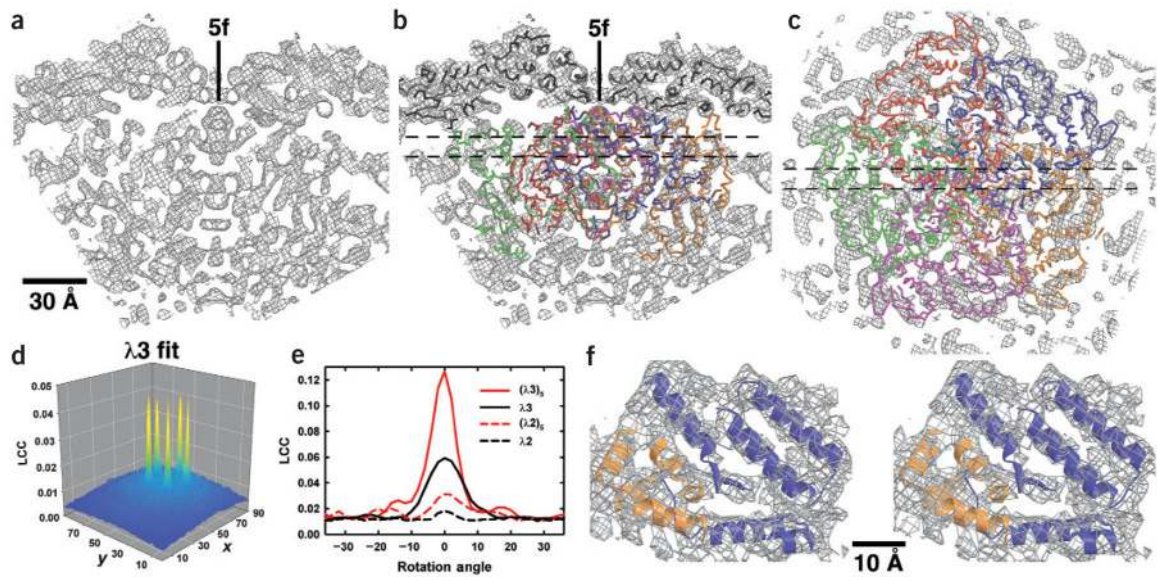 a
5f
30 Å
b
5f
c
d
λ3 fit
LCC
0.05
0.04
0.03
0.02
0.01
0.00
70
50
30
10
y
10
30
50
70
90
x
e
LCC
0.12
0.10
0.08
0.06
0.04
0.02
0.00
(λ3)₅
λ3
(λ2)₅
λ2
-30 -20 -10 0 10 20 30
Rotation angle
f
10 Å